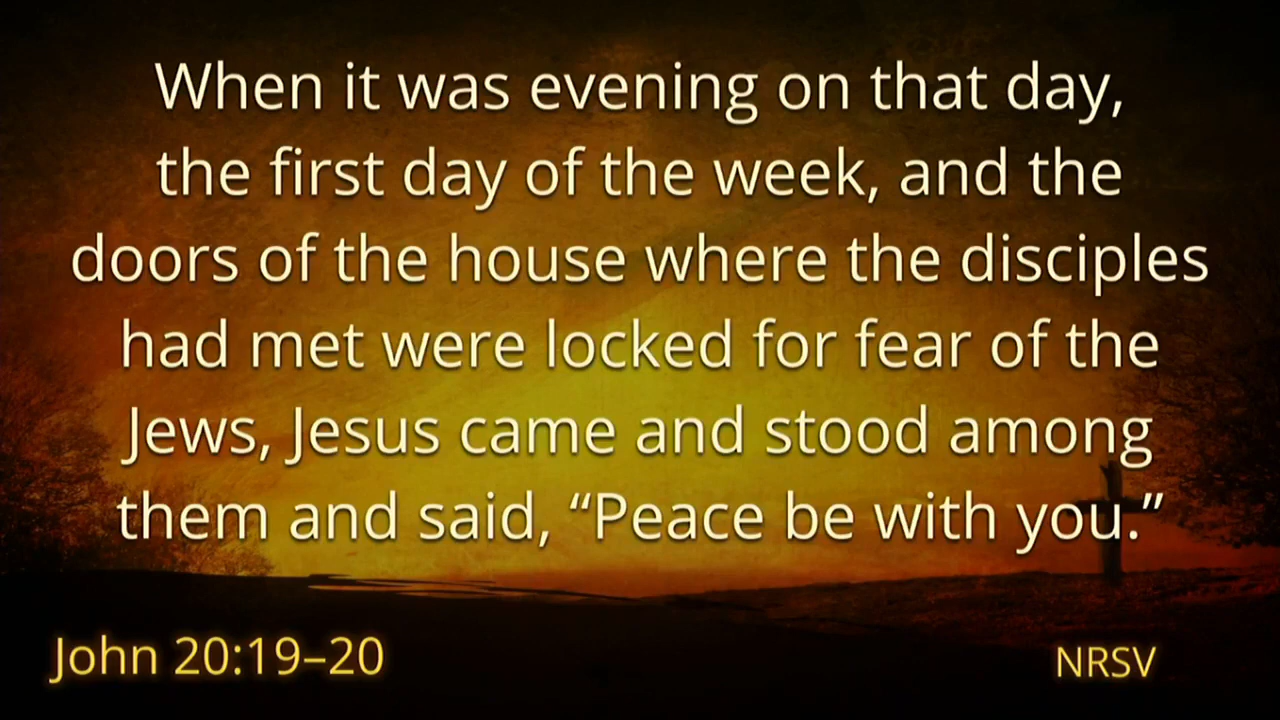 When it was evening on that day,
the first day of the week, and the
doors of the house where the disciples
had met were locked for fear of the
Jews, Jesus came and stood among
them and said, “Peace be with you.”
John 20:19–20
NRSV